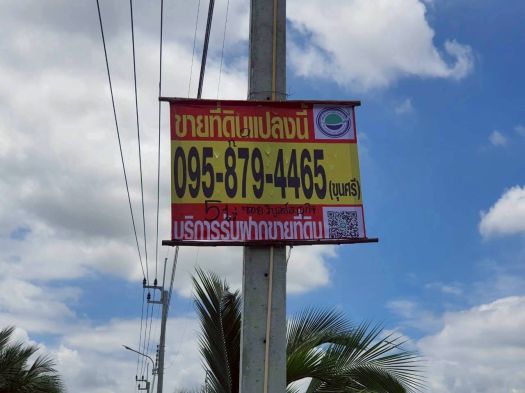 ขายที่ดินแปลงนี้
095-879-4465 (ขุนศรี)
บริการรับฝากขายที่ดิน